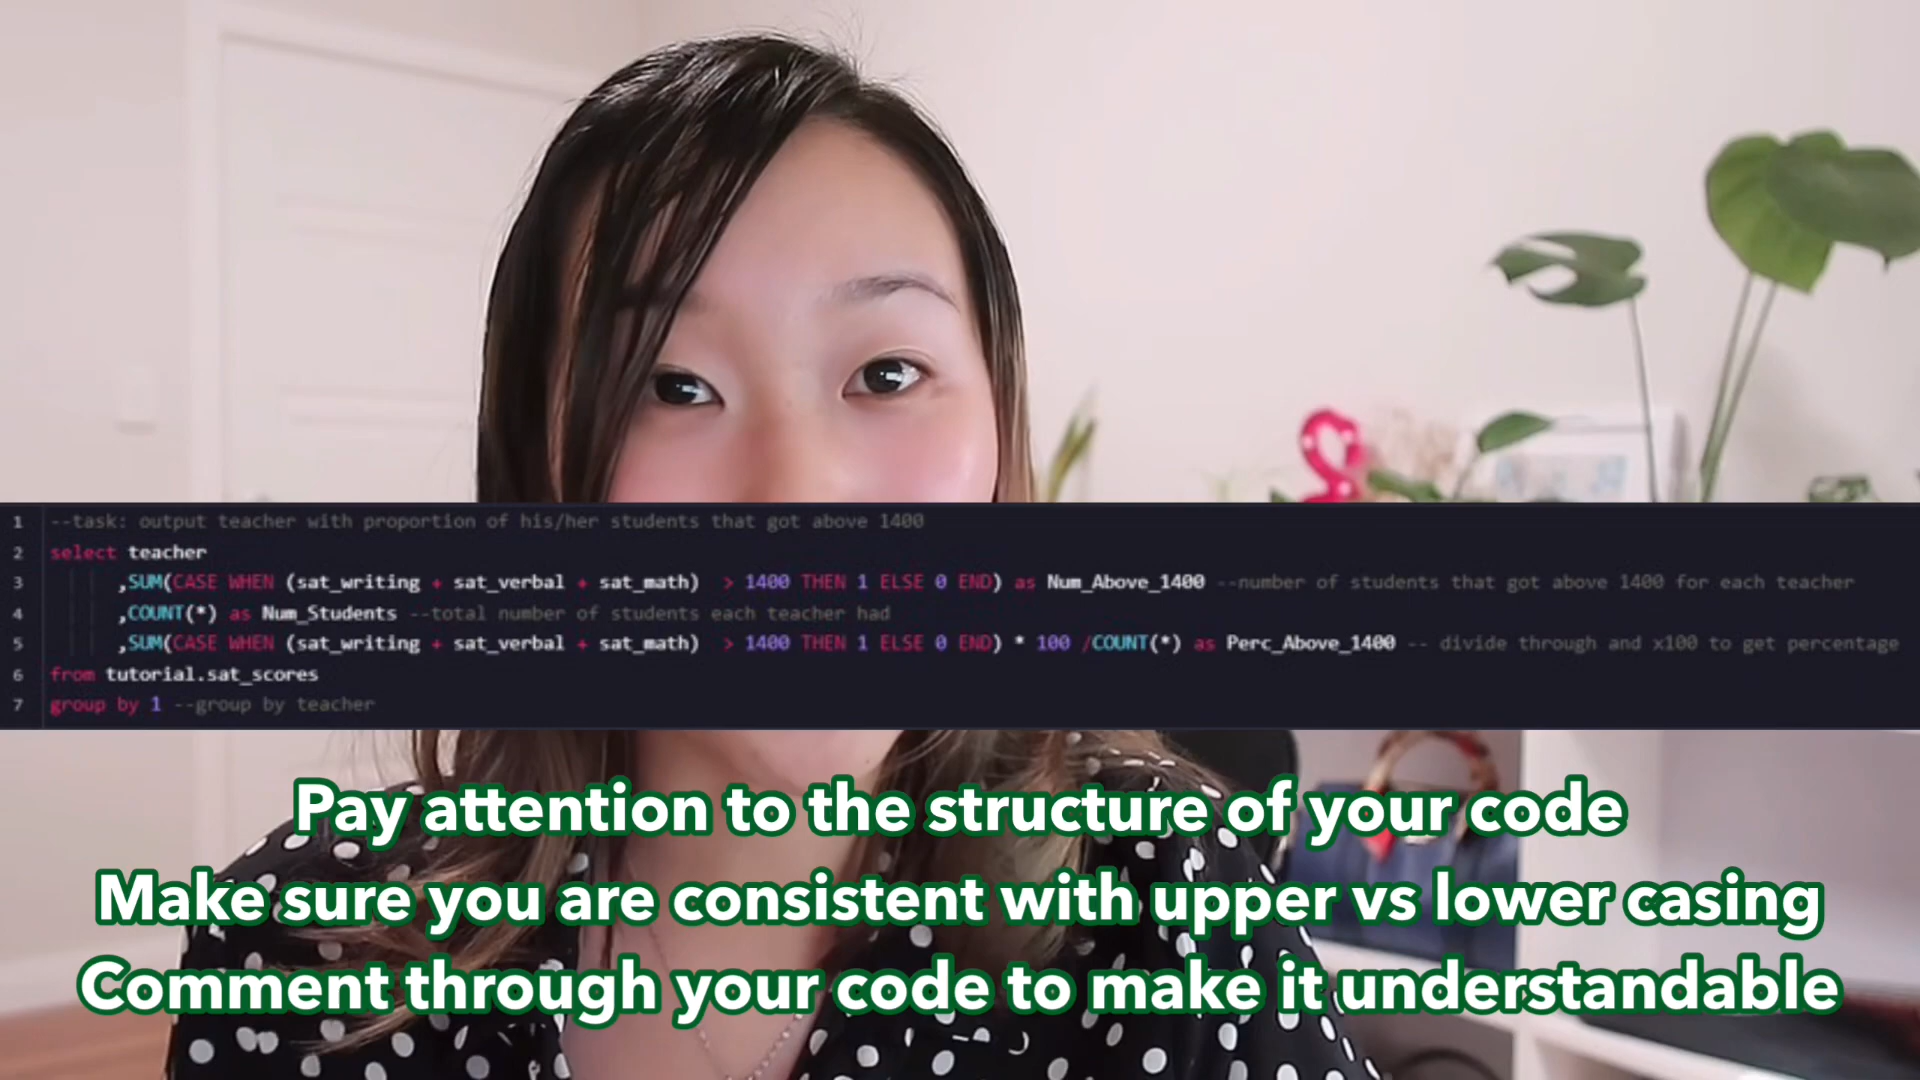 1 --task: output teacher with proportion of his/her students that got above 1400
2 select teacher
3 ,SUM(CASE WHEN (sat_writing + sat_verbal + sat_math) > 1400 THEN 1 ELSE 0 END) as Num_Above_1400 --number of students that got above 1400 for each teacher
4 ,COUNT(*) as Num_Students --total number of students each teacher had
5 ,SUM(CASE WHEN (sat_writing + sat_verbal + sat_math) > 1400 THEN 1 ELSE 0 END) * 100 /COUNT(*) as Perc_Above_1400 -- divide through and x100 to get percentage
6 from tutorial.sat_scores
7 group by 1 --group by teacher
Pay attention to the structure of your code
Make sure you are consistent with upper vs lower casing
Comment through your code to make it understandable